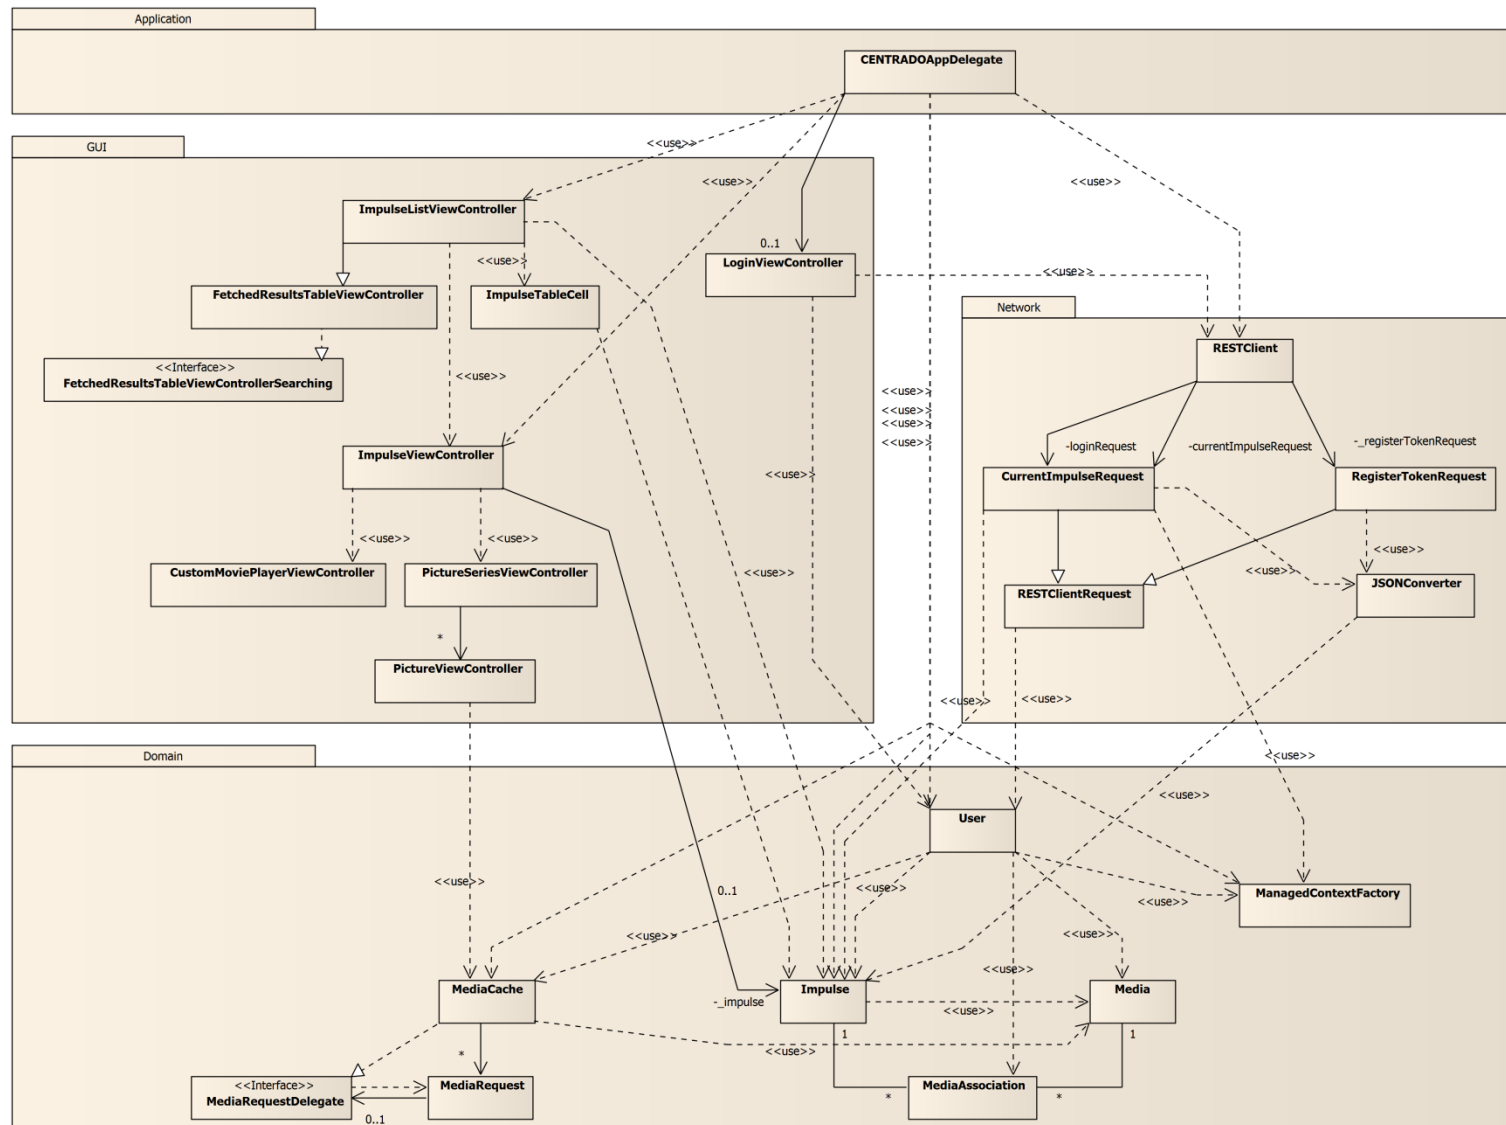 Application
CENTRADOAppDelegate
GUI
<<use>>
<<use>>
<<use>>
ImpulseListViewController
0..1
<<use>>
LoginViewController
<<use>>
FetchedResultsTableViewController
ImpulseTableCell
Network
RESTClient
<<Interface>>
FetchedResultsTableViewControllerSearching
<<use>>
<<use>>
<<use>>
<<use>>
<<use>>
-loginRequest
-currentImpulseRequest
-_registerTokenRequest
ImpulseViewController
<<use>>
CurrentImpulseRequest
RegisterTokenRequest
<<use>>
<<use>>
<<use>>
CustomMoviePlayerViewController
PictureSeriesViewController
<<use>>
<<use>>
JSONConverter
RESTClientRequest
*
PictureViewController
<<use>>
<<use>>
Domain
<<use>>
<<use>>
User
<<use>>
<<use>>
0..1
ManagedContextFactory
<<use>>
<<use>>
<<use>>
<<use>>
MediaCache
Impulse
Media
-_impulse
<<use>>
1
1
*
<<use>>
<<Interface>>
MediaRequestDelegate
MediaRequest
MediaAssociation
*
*
0..1